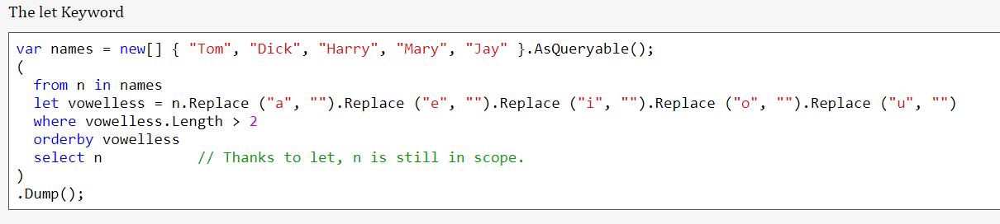 The let Keyword
var names = new[] { "Tom", "Dick", "Harry", "Mary", "Jay" }.AsQueryable();
(
  from n in names
  let vowelless = n.Replace ("a", "").Replace ("e", "").Replace ("i", "").Replace ("o", "").Replace ("u", "")
  where vowelless.Length > 2
  orderby vowelless
  select n           // Thanks to let, n is still in scope.
)
.Dump();